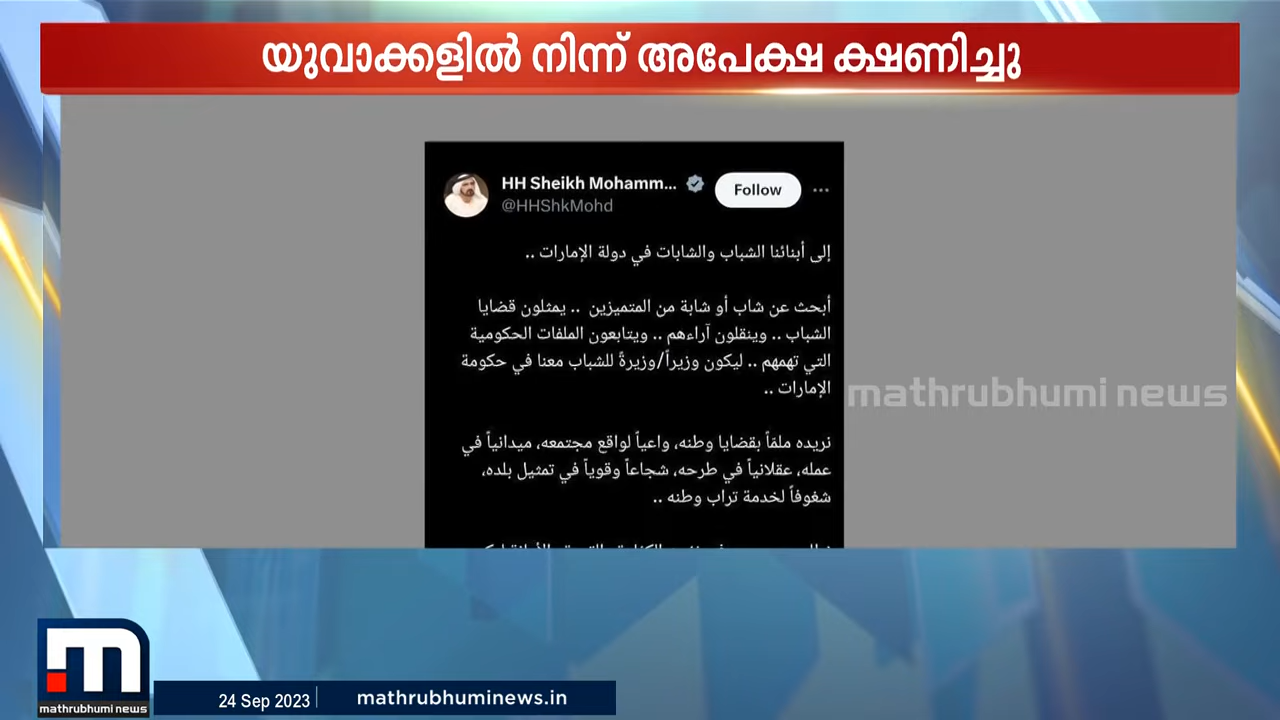 യുവാക്കളിൽ നിന്ന് അപേക്ഷ ക്ഷണിച്ചു
HH Sheikh Mohamm...
Follow
@HHShkMohd
إلى أبنائنا الشباب والشابات في دولة الإمارات ..
أبحث عن شاب أو شابة من المتميزين .. يمثلون قضايا
الشباب .. وينقلون آراءهم .. ويتابعون الملفات الحكومية
التي تهمهم .. ليكون وزيراً/وزيرةً للشباب معنا في حكومة
الإمارات ..
نريده ملمّاً بقضايا وطنه، واعياً لواقع مجتمعه، ميدانياً في
عمله، عقلانياً في طرحه، شجاعاً وقوياً في تمثيل بلده،
شغوفاً لخدمة تراب وطنه ..
mathrubhumi news
mathrubhumi news
24 Sep 2023
mathrubhuminews.in